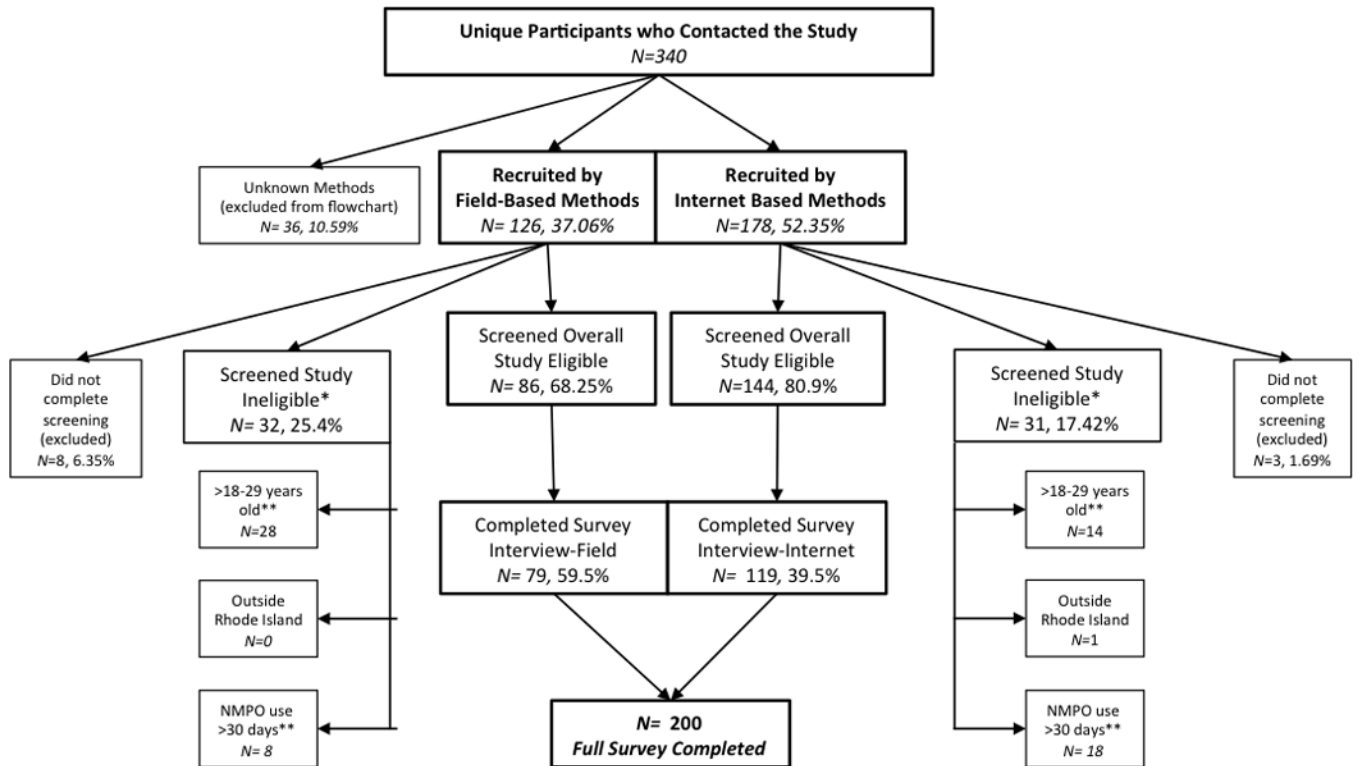 Unique Participants who Contacted the Study
N=340
Unknown Methods
(excluded from flowchart)
N= 36, 10.59%
Recruited by
Field-Based Methods
N= 126, 37.06%
Recruited by
Internet Based Methods
N=178, 52.35%
Did not
complete
screening
(excluded)
N=8, 6.35%
Screened Study
Ineligible*
N= 32, 25.4%
Screened Overall
Study Eligible
N= 86, 68.25%
Screened Overall
Study Eligible
N=144, 80.9%
Screened Study
Ineligible*
N= 31, 17.42%
Did not
complete
screening
(excluded)
N=3, 1.69%
>18-29 years
old**
N=28
Outside
Rhode Island
N=0
NMPO use
>30 days**
N= 8
Completed Survey
Interview-Field
N= 79, 59.5%
Completed Survey
Interview-Internet
N= 119, 39.5%
>18-29 years
old**
N=14
Outside
Rhode Island
N=1
NMPO use
>30 days**
N= 18
N= 200
Full Survey Completed